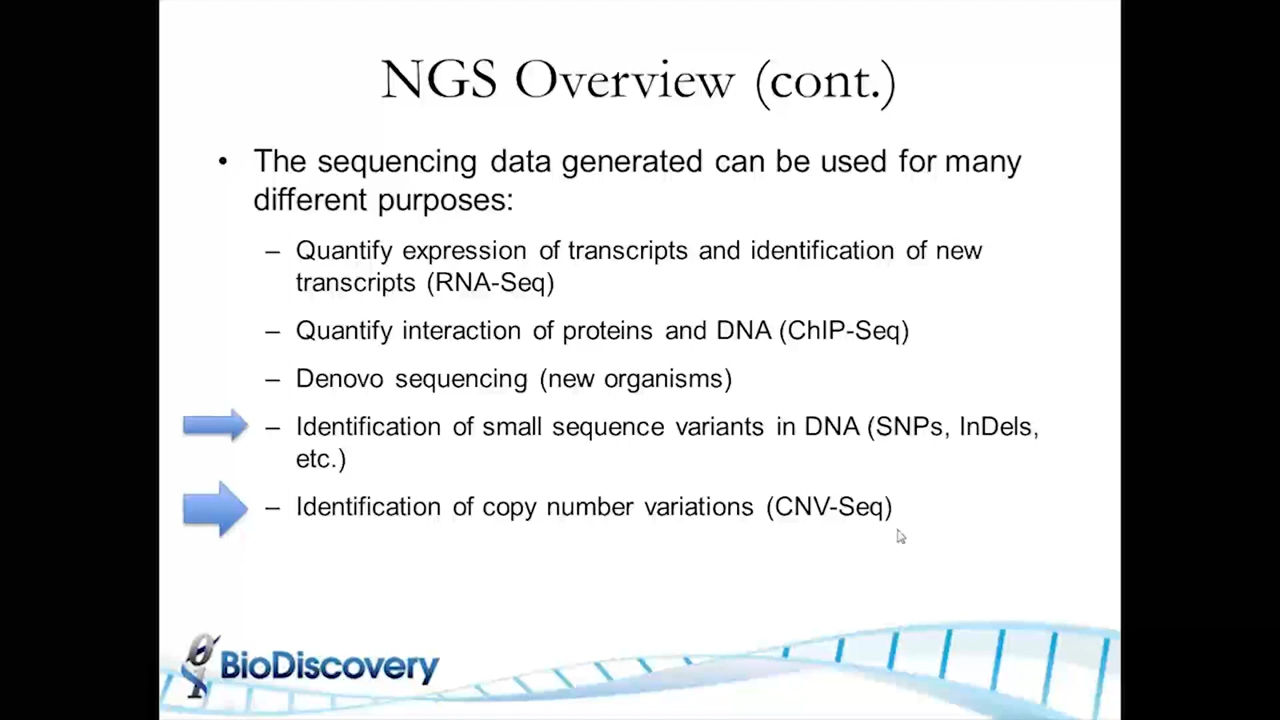 NGS Overview (cont.)
• The sequencing data generated can be used for many
different purposes:
– Quantify expression of transcripts and identification of new
transcripts (RNA-Seq)
– Quantify interaction of proteins and DNA (ChIP-Seq)
– Denovo sequencing (new organisms)
– Identification of small sequence variants in DNA (SNPs, InDels,
etc.)
– Identification of copy number variations (CNV-Seq)
BioDiscovery